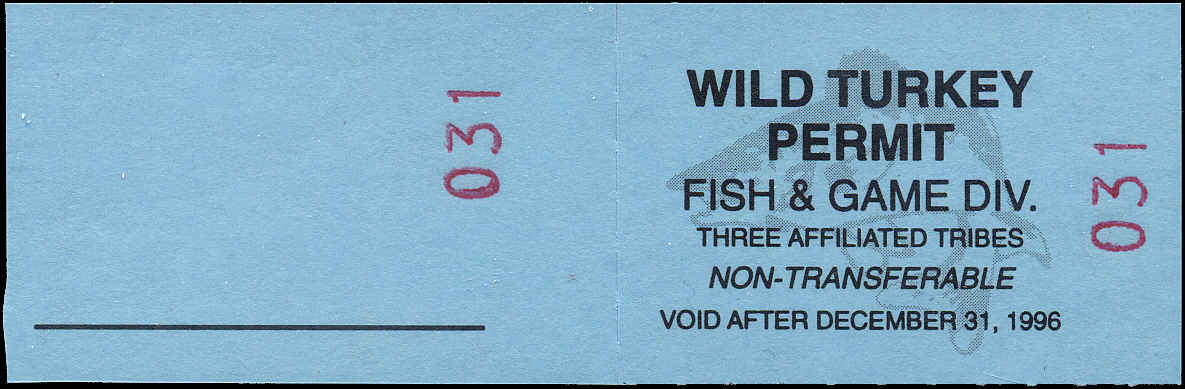 031
WILD TURKEY
PERMIT
FISH & GAME DIV.
THREE AFFILIATED TRIBES
NON-TRANSFERABLE
VOID AFTER DECEMBER 31, 1996
031